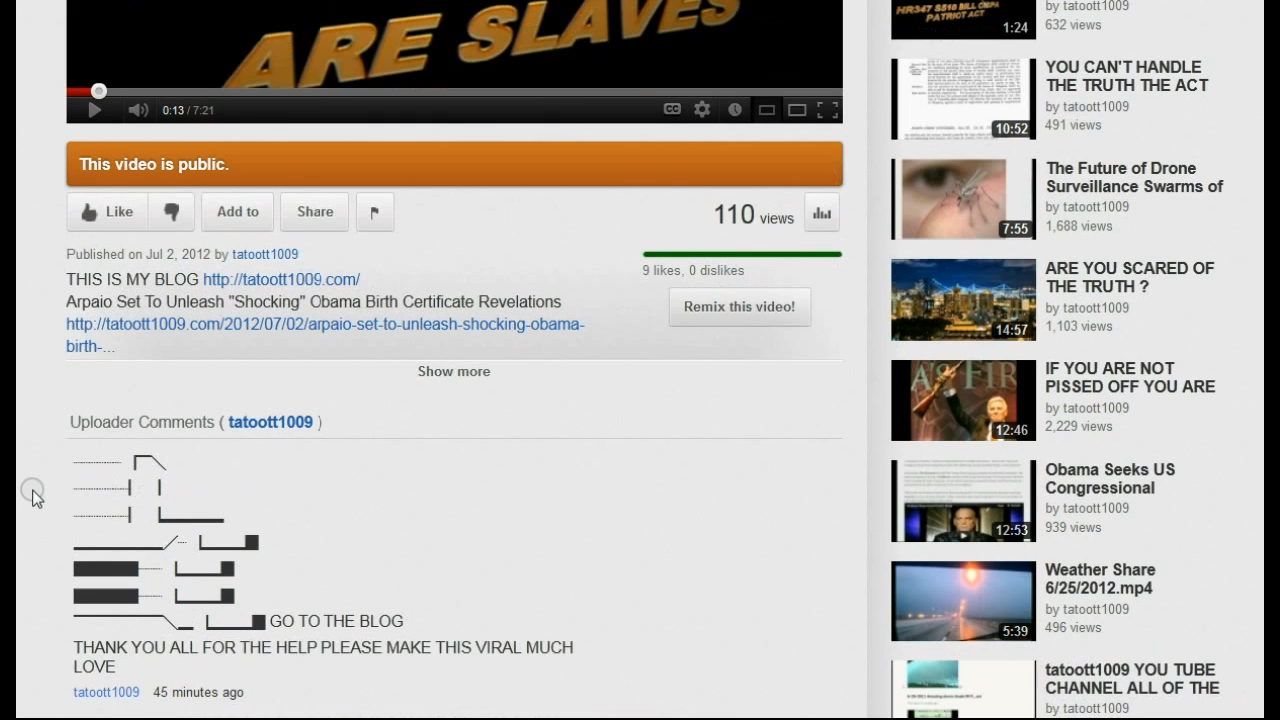 ARE SLAVES
0:13 / 7:21
CC
This video is public.
Like
Add to
Share
110 views
Published on Jul 2, 2012 by tatoott1009
9 likes, 0 dislikes
THIS IS MY BLOG http://tatoott1009.com/
Arpaio Set To Unleash "Shocking" Obama Birth Certificate Revelations
http://tatoott1009.com/2012/07/02/arpaio-set-to-unleash-shocking-obama-
birth-...
Remix this video!
Show more
Uploader Comments ( tatoott1009 )
GO TO THE BLOG
THANK YOU ALL FOR THE HELP PLEASE MAKE THIS VIRAL MUCH
LOVE
tatoott1009 45 minutes ago
HR347 S510 BILL
PATRIOT ACT
1:24
by tatoott1009
632 views
YOU CAN'T HANDLE
THE TRUTH THE ACT
by tatoott1009
491 views
10:52
The Future of Drone
Surveillance Swarms of
by tatoott1009
1,688 views
7:55
ARE YOU SCARED OF
THE TRUTH ?
by tatoott1009
1,103 views
14:57
IF YOU ARE NOT
PISSED OFF YOU ARE
by tatoott1009
2,229 views
12:46
Obama Seeks US
Congressional
by tatoott1009
939 views
12:53
Weather Share
6/25/2012.mp4
by tatoott1009
496 views
5:39
tatoott1009 YOU TUBE
CHANNEL ALL OF THE
by tatoott1009